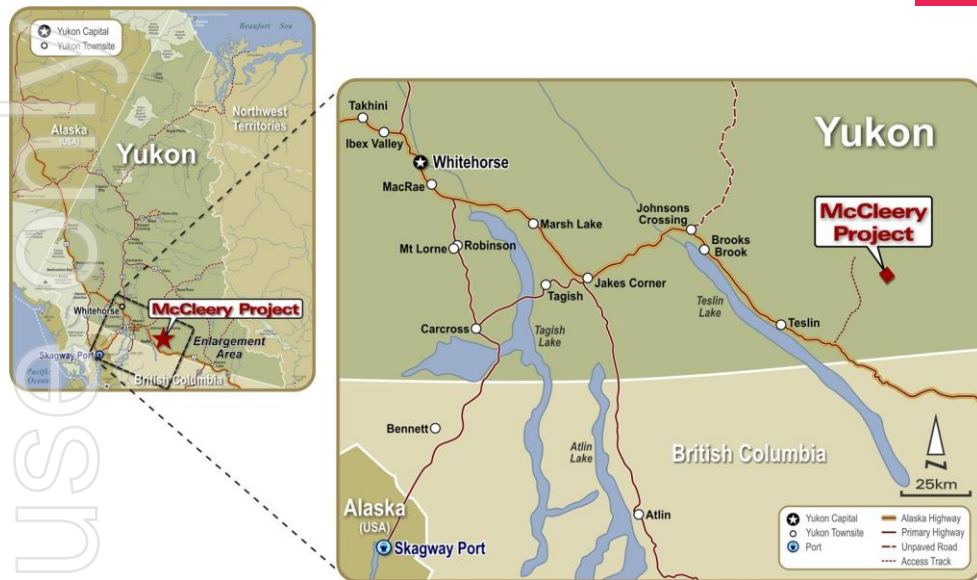 Yukon Capital
Yukon Townsite
Beaufort Sea
Alaska
(USA)
Northwest
Territories
Yukon
Whitehorse
McCleery Project
Enlargement
Area
Skagway Port
Pacific
Ocean
British Columbia
use only
Yukon
Takhini
Ibex Valley
Whitehorse
MacRae
Marsh Lake
Johnsons
Crossing
Brooks
Brook
McCleery
Project
Mt Lorne
Robinson
Jakes Corner
Tagish
Teslin
Lake
Teslin
Carcross
Tagish
Lake
Bennett
Atlin
Lake
British Columbia
Alaska
(USA)
Skagway Port
Atlin
N
25km
Yukon Capital
Yukon Townsite
Port
Alaska Highway
Primary Highway
Unpaved Road
Access Track